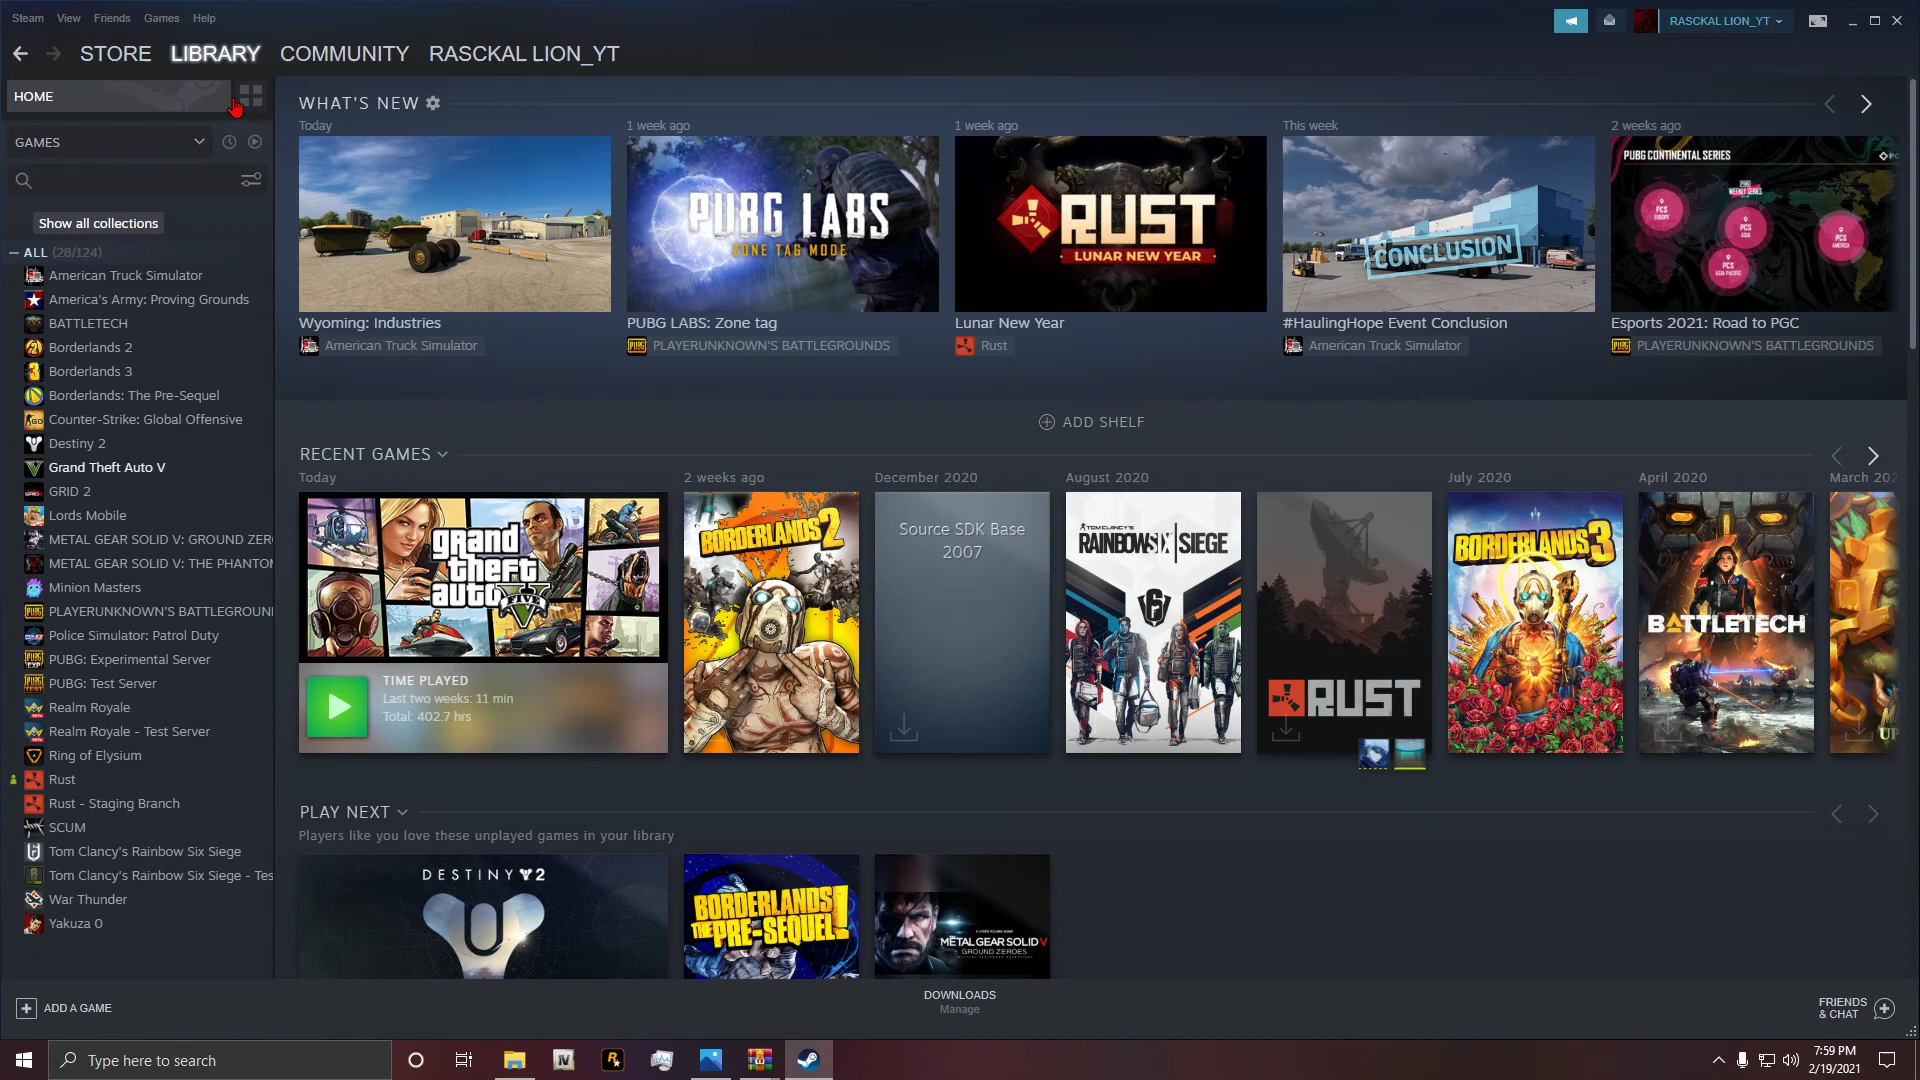 Steam View Friends Games Help
RASCKAL LION_YT
STORE LIBRARY COMMUNITY RASCKAL LION_YT
HOME
GAMES
Show all collections
ALL (28/124)
American Truck Simulator
America's Army: Proving Grounds
BATTLETECH
Borderlands 2
Borderlands 3
Borderlands: The Pre-Sequel
Counter-Strike: Global Offensive
Destiny 2
Grand Theft Auto V
GRID 2
Lords Mobile
METAL GEAR SOLID V: GROUND ZER
METAL GEAR SOLID V: THE PHANTOM
Minion Masters
PLAYERUNKNOWN'S BATTLEGROUN
Police Simulator: Patrol Duty
PUBG: Experimental Server
PUBG: Test Server
Realm Royale
Realm Royale - Test Server
Ring of Elysium
Rust
Rust - Staging Branch
SCUM
Tom Clancy's Rainbow Six Siege
Tom Clancy's Rainbow Six Siege - Tes
War Thunder
Yakuza 0
WHAT'S NEW
Today
1 week ago
1 week ago
This week
2 weeks ago
PUBG LABS
ZONE TAG MODE
RUST
LUNAR NEW YEAR
CONCLUSION
PUBG CONTINENTAL SERIES
PCS EUROPE
PCS ASIA
PCS AMERICA
PCS ASIA PACIFIC
Wyoming: Industries
American Truck Simulator
PUBG LABS: Zone tag
PLAYERUNKNOWN'S BATTLEGROUNDS
Lunar New Year
Rust
#HaulingHope Event Conclusion
American Truck Simulator
Esports 2021: Road to PGC
PLAYERUNKNOWN'S BATTLEGROUNDS
ADD SHELF
RECENT GAMES
Today
2 weeks ago
December 2020
August 2020
July 2020
April 2020
March 202
grand theft auto V
FIVE
TIME PLAYED
Last two weeks: 11 min
Total: 402.7 hrs
BORDERLANDS 2
Source SDK Base
2007
TOM CLANCY'S
RAINBOW SIX | SIEGE
6
RUST
BORDERLANDS 3
BATTLETECH
UP
PLAY NEXT
Players like you love these unplayed games in your library
DESTINY 2
BORDERLANDS
THE PRE-SEQUEL!
METAL GEAR SOLID V
GROUND ZEROES
ADD A GAME
DOWNLOADS
Manage
FRIENDS
& CHAT
Type here to search
7:59 PM
2/19/2021